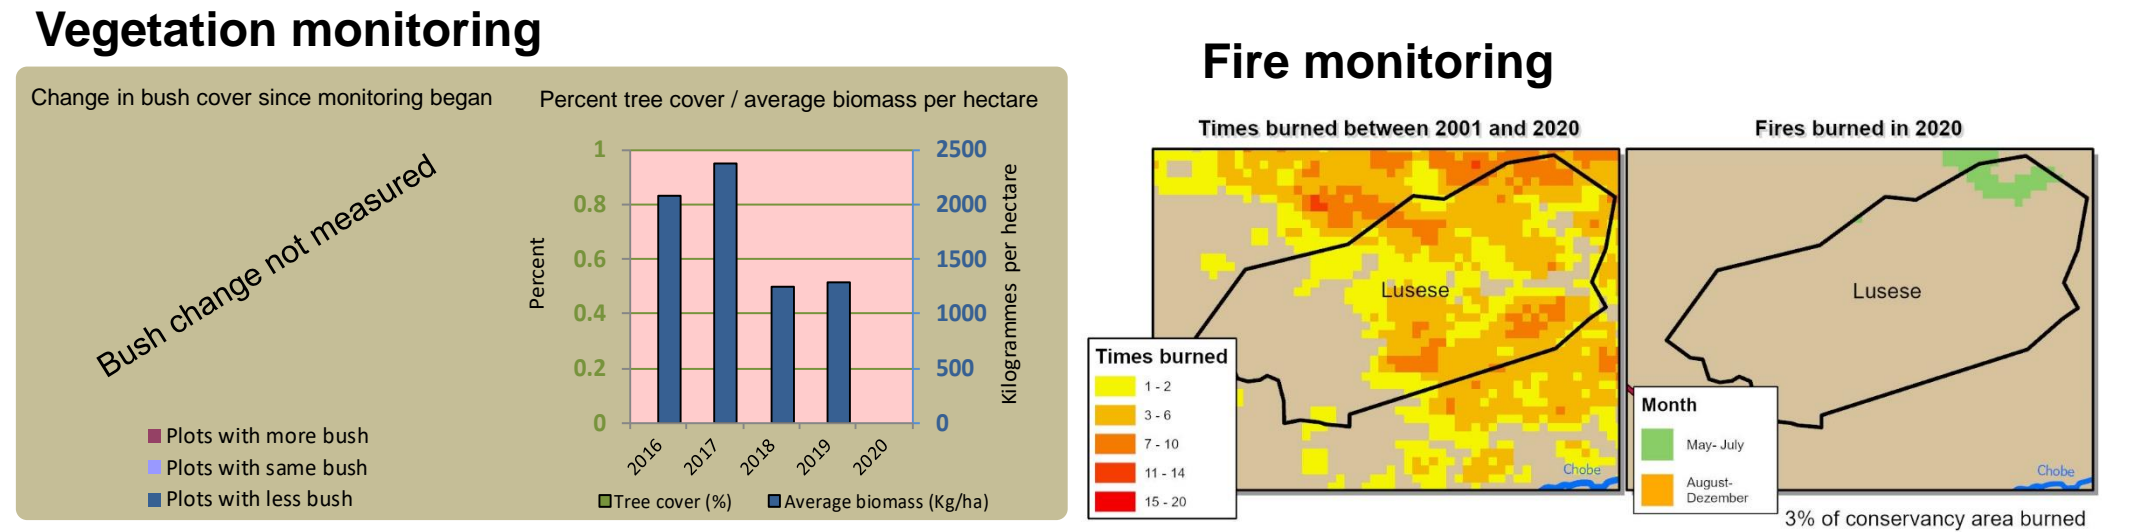 Vegetation monitoring
Change in bush cover since monitoring began
Bush change not measured
Plots with more bush
Plots with same bush
Plots with less bush
Percent tree cover / average biomass per hectare
1
0.8
0.6
0.4
0.2
0
Percent
2500
2000
1500
1000
500
0
Kilogrammes per hectare
2016
2017
2018
2019
2020
Tree cover (%)
Average biomass (Kg/ha)
Fire monitoring
Times burned between 2001 and 2020
Lusese
Chobe
Times burned
1 - 2
3 - 6
7 - 10
11 - 14
15 - 20
Fires burned in 2020
Lusese
Chobe
Month
May- July
August-
Dezember
3% of conservancy area burned